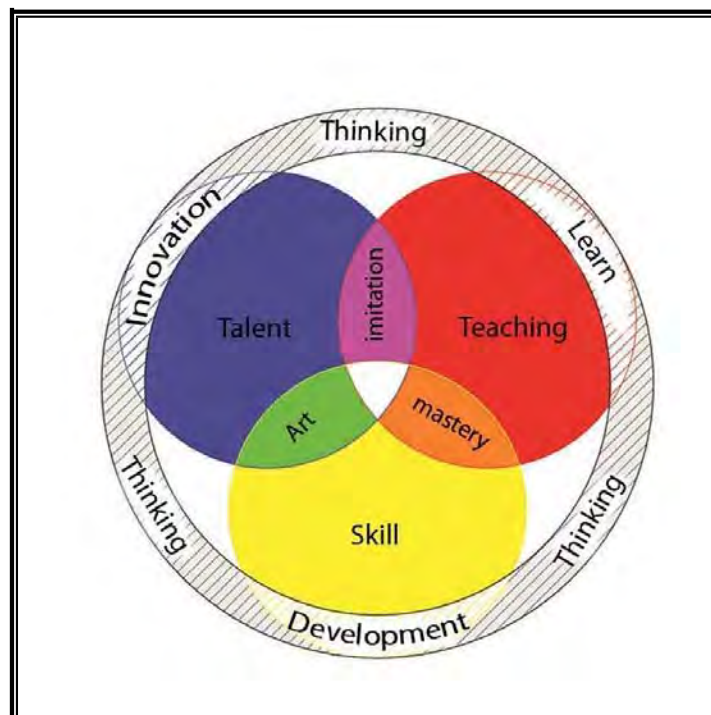 Thinking
Innovation
Learn
imitation
Talent
Teaching
Art
mastery
Skill
Thinking
Thinking
Development